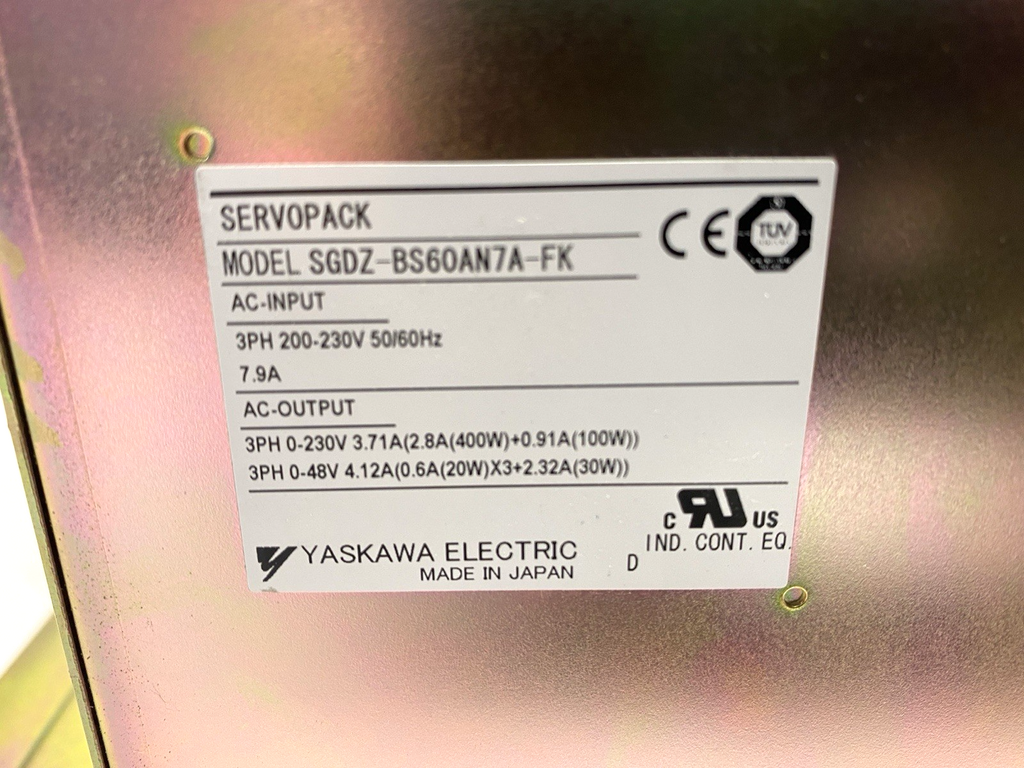 SERVOPACK
MODEL SGDZ-BS60AN7A-FK
CE TUV
AC-INPUT
3PH 200-230V 50/60Hz
7.9A
AC-OUTPUT
3PH 0-230V 3.71A(2.8A(400W)+0.91A(100W))
3PH 0-48V 4.12A(0.6A(20W)X3+2.32A(30W))
C RU US
IND. CONT. EQ.
YASKAWA ELECTRIC
MADE IN JAPAN
D